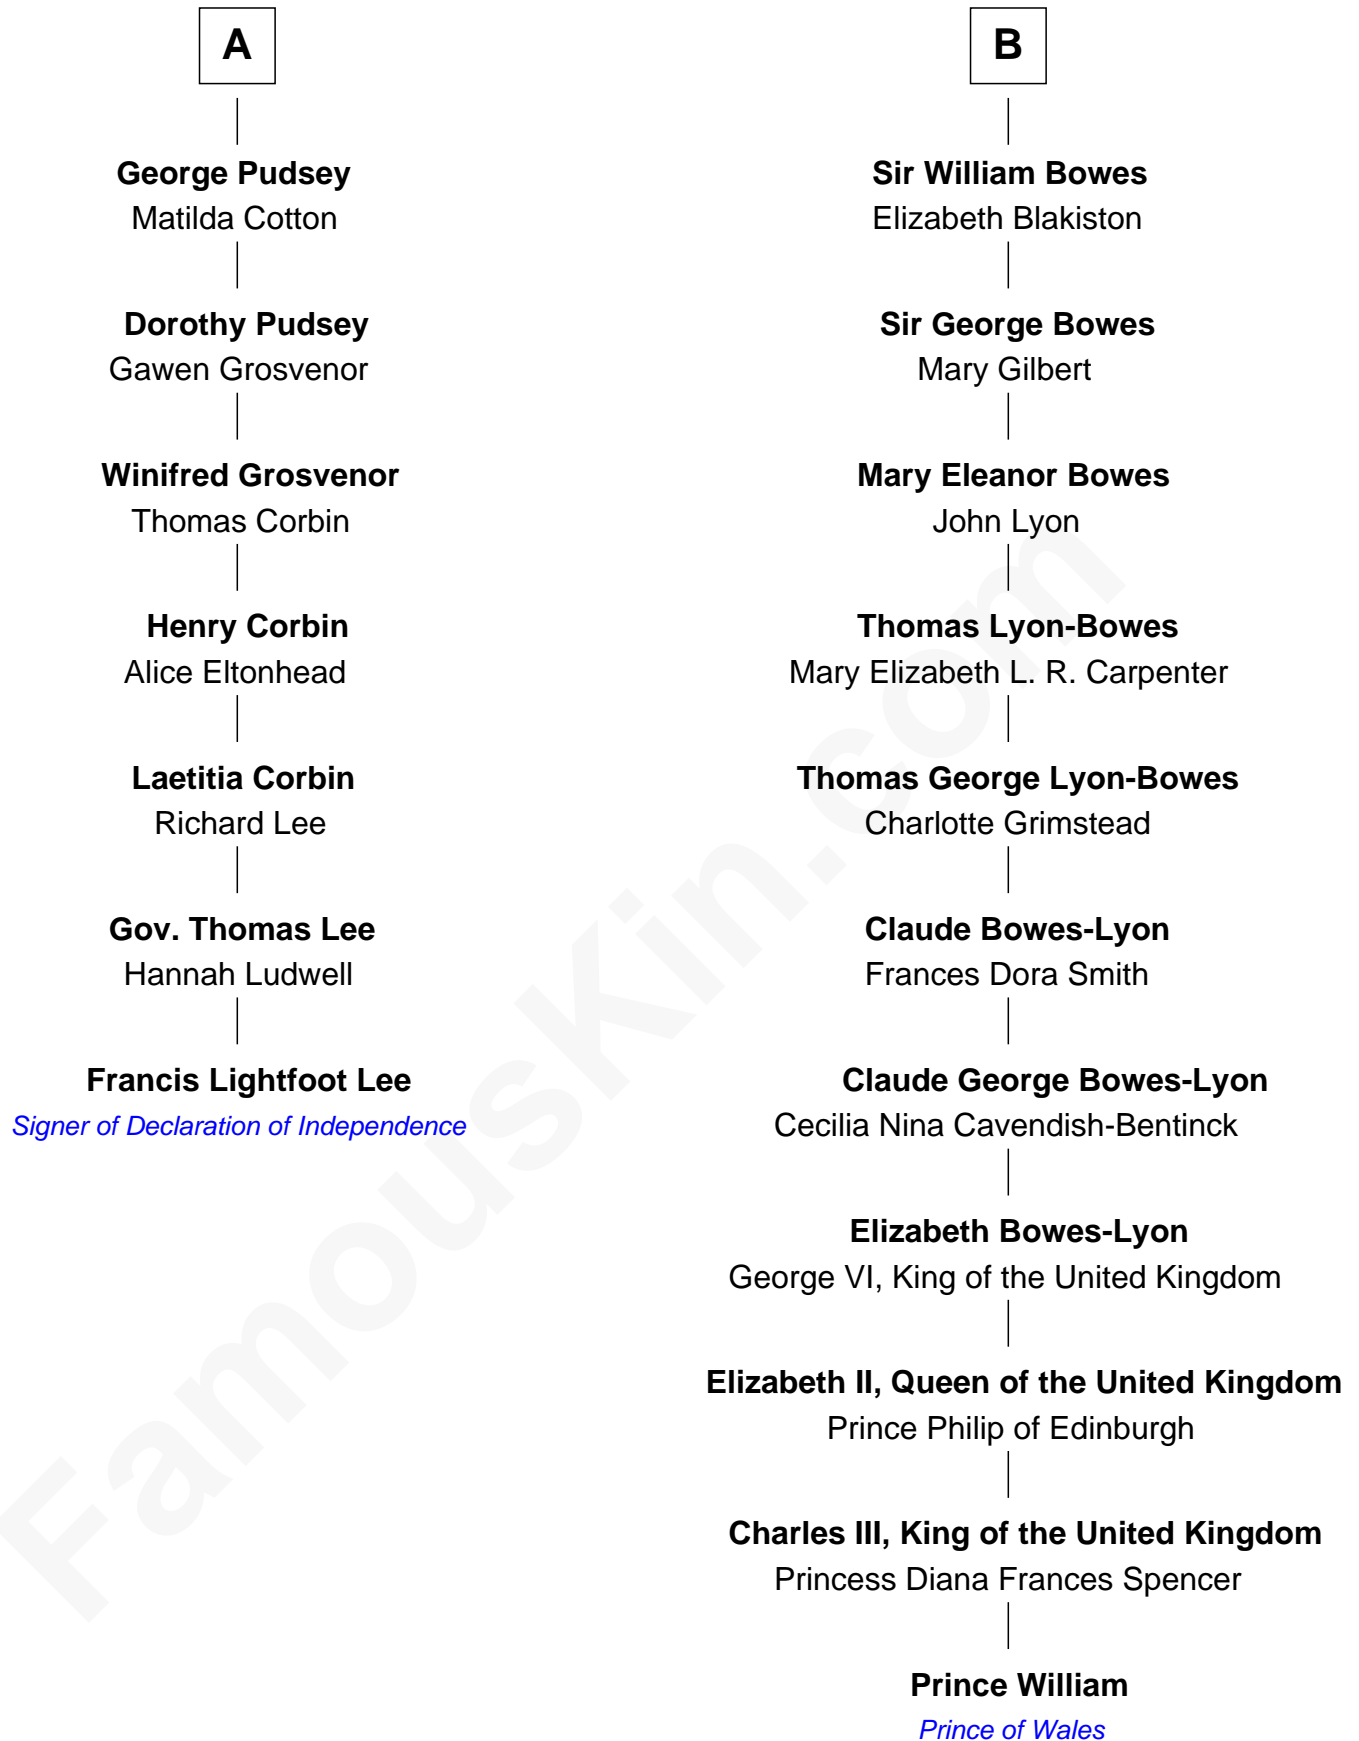 A
George Pudsey
Matilda Cotton
Dorothy Pudsey
Gawen Grosvenor
Winifred Grosvenor
Thomas Corbin
Henry Corbin
Alice Eltonhead
Laetitia Corbin
Richard Lee
Gov. Thomas Lee
Hannah Ludwell
Francis Lightfoot Lee
Signer of Declaration of Independence
B
Sir William Bowes
Elizabeth Blakiston
Sir George Bowes
Mary Gilbert
Mary Eleanor Bowes
John Lyon
Thomas Lyon-Bowes
Mary Elizabeth L. R. Carpenter
Thomas George Lyon-Bowes
Charlotte Grimstead
Claude Bowes-Lyon
Frances Dora Smith
Claude George Bowes-Lyon
Cecilia Nina Cavendish-Bentinck
Elizabeth Bowes-Lyon
George VI, King of the United Kingdom
Elizabeth II, Queen of the United Kingdom
Prince Philip of Edinburgh
Charles III, King of the United Kingdom
Princess Diana Frances Spencer
Prince William
Prince of Wales
FamousKin.com